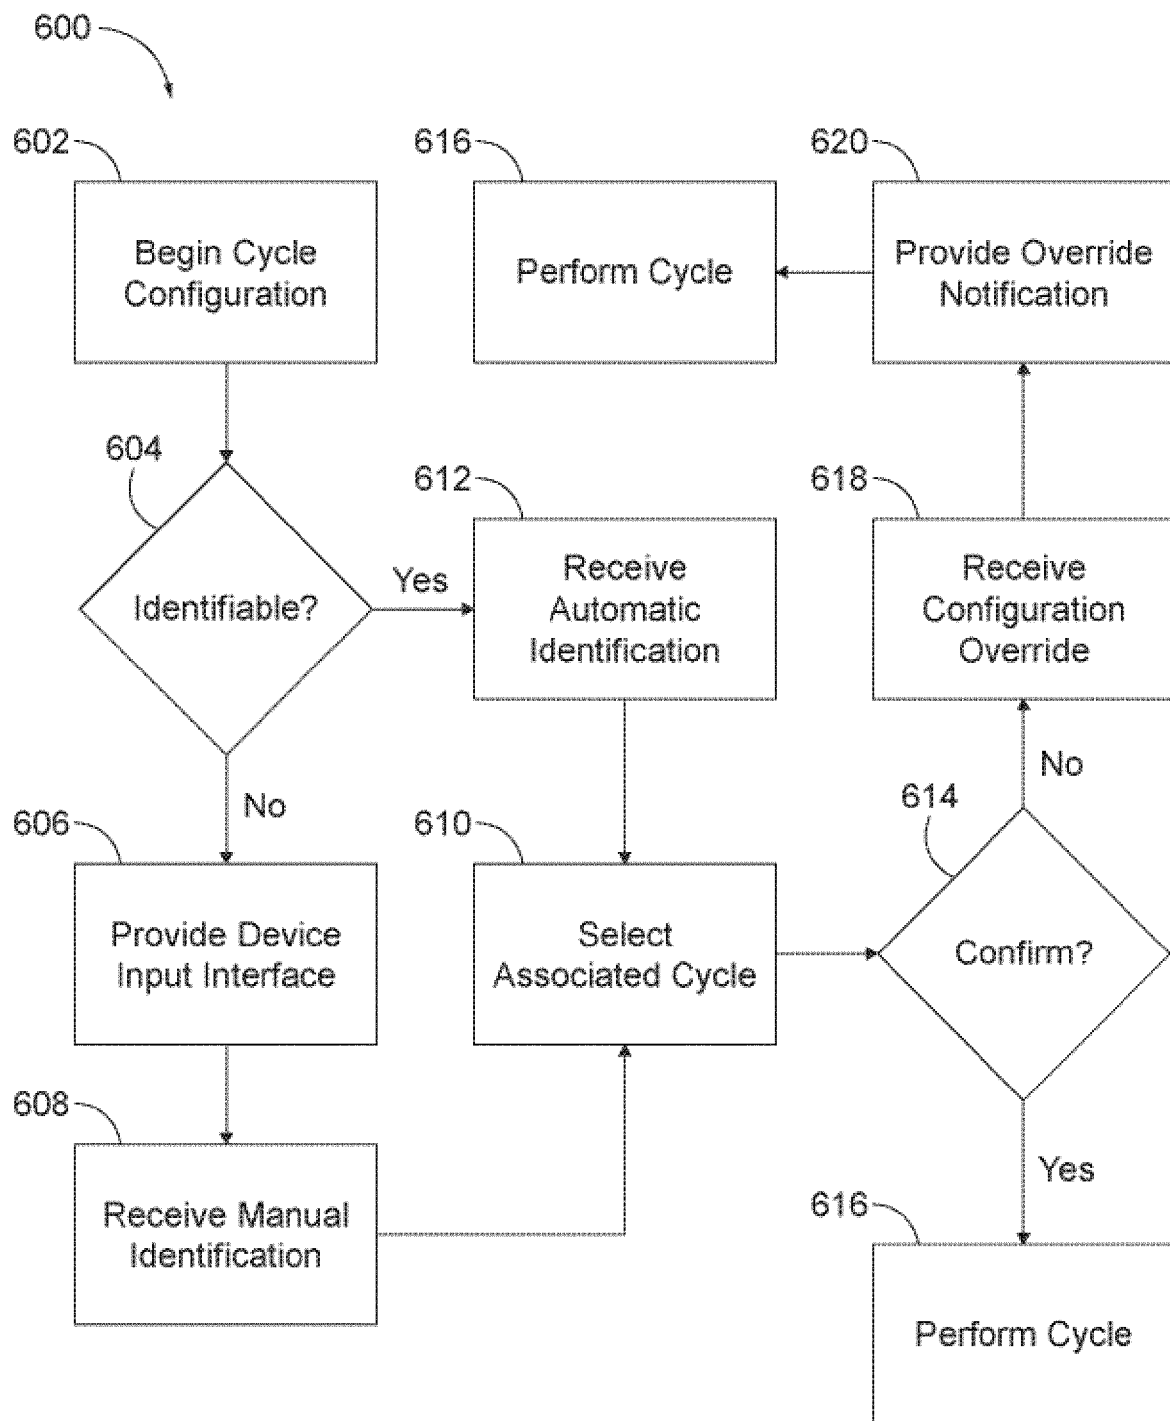 600
602
Begin Cycle
Configuration
616
Perform Cycle
620
Provide Override
Notification
604
Identifiable?
Yes
612
Receive
Automatic
Identification
618
Receive
Configuration
Override
No
606
Provide Device
Input Interface
610
Select
Associated Cycle
No
614
Confirm?
608
Receive Manual
Identification
Yes
616
Perform Cycle